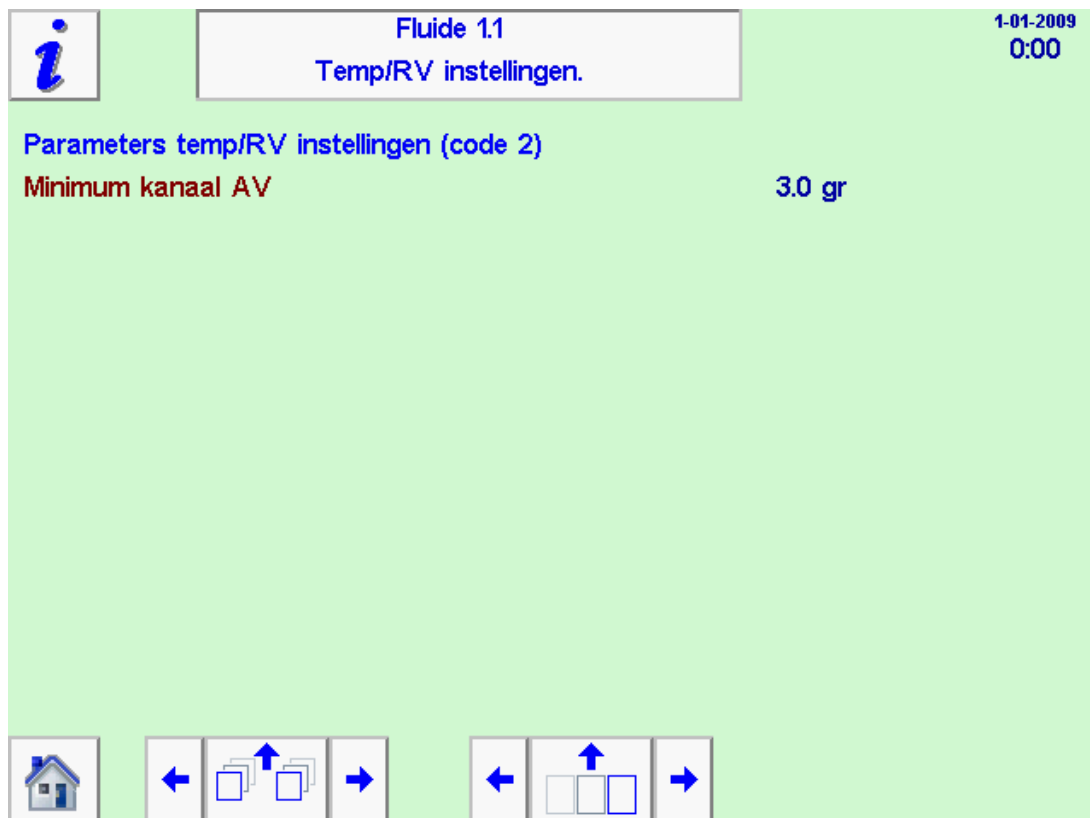 i
Fluide 1.1
Temp/RV instellingen.
1-01-2009
0:00
Parameters temp/RV instellingen (code 2)
Minimum kanaal AV 3.0 gr